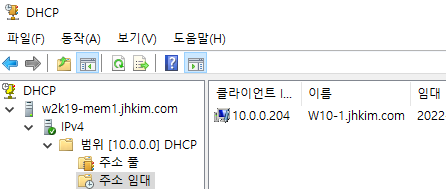 DHCP
파일(F) 동작(A) 보기(V) 도움말(H)
DHCP
w2k19-mem1.jhkim.com
IPv4
범위 [10.0.0.0] DHCP
주소 풀
주소 임대
클라이언트 I... 이름 임대
10.0.0.204 W10-1.jhkim.com 2022